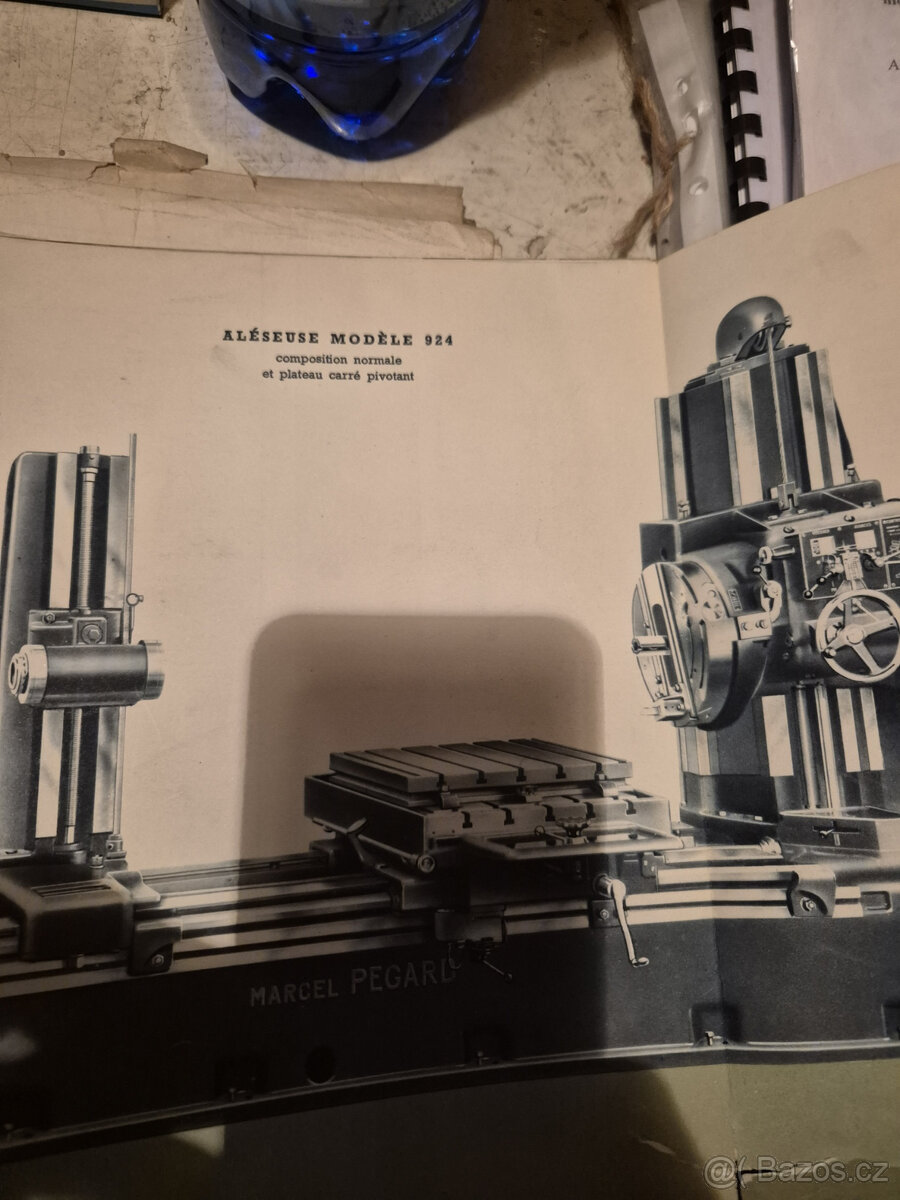 ALÉSEUSE MODÈLE 924
composition normale
et plateau carré pivotant
MARCEL PEGARD
@ Bazos.cz